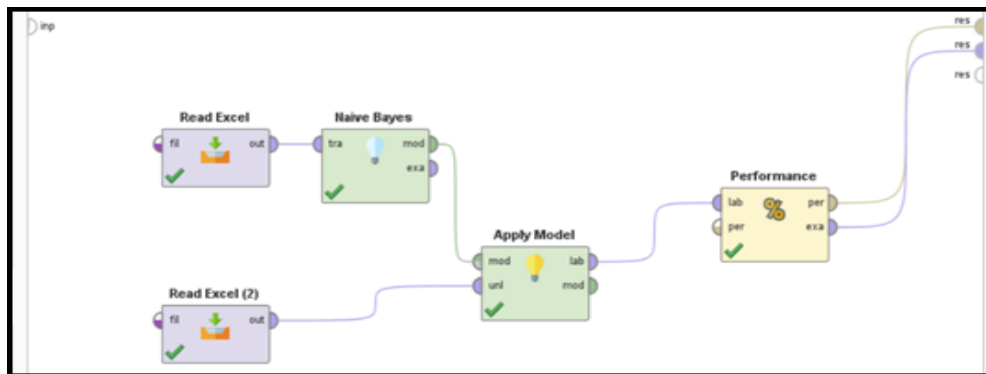 inp
res
res
res
Read Excel
fil
out
Naive Bayes
tra
mod
exa
Performance
lab
per
per
exa
Apply Model
mod
lab
unl
mod
Read Excel (2)
fil
out